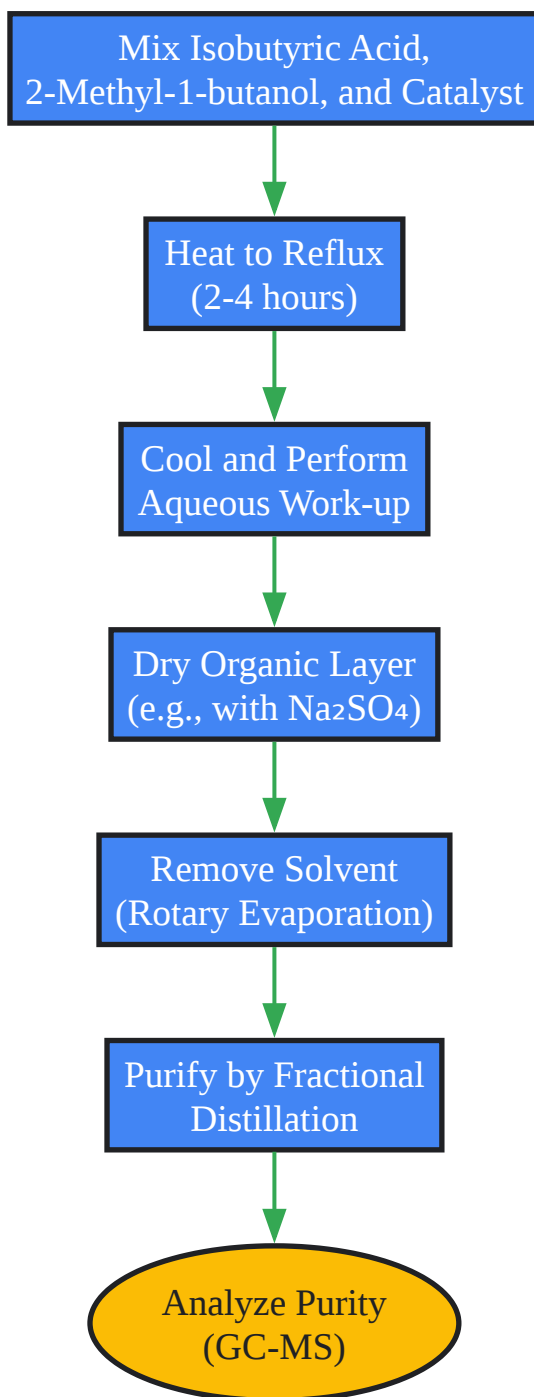 Mix Isobutyric Acid,
2-Methyl-1-butanol, and Catalyst
Heat to Reflux
(2-4 hours)
Cool and Perform
Aqueous Work-up
Dry Organic Layer
(e.g., with Na₂SO₄)
Remove Solvent
(Rotary Evaporation)
Purify by Fractional
Distillation
Analyze Purity
(GC-MS)